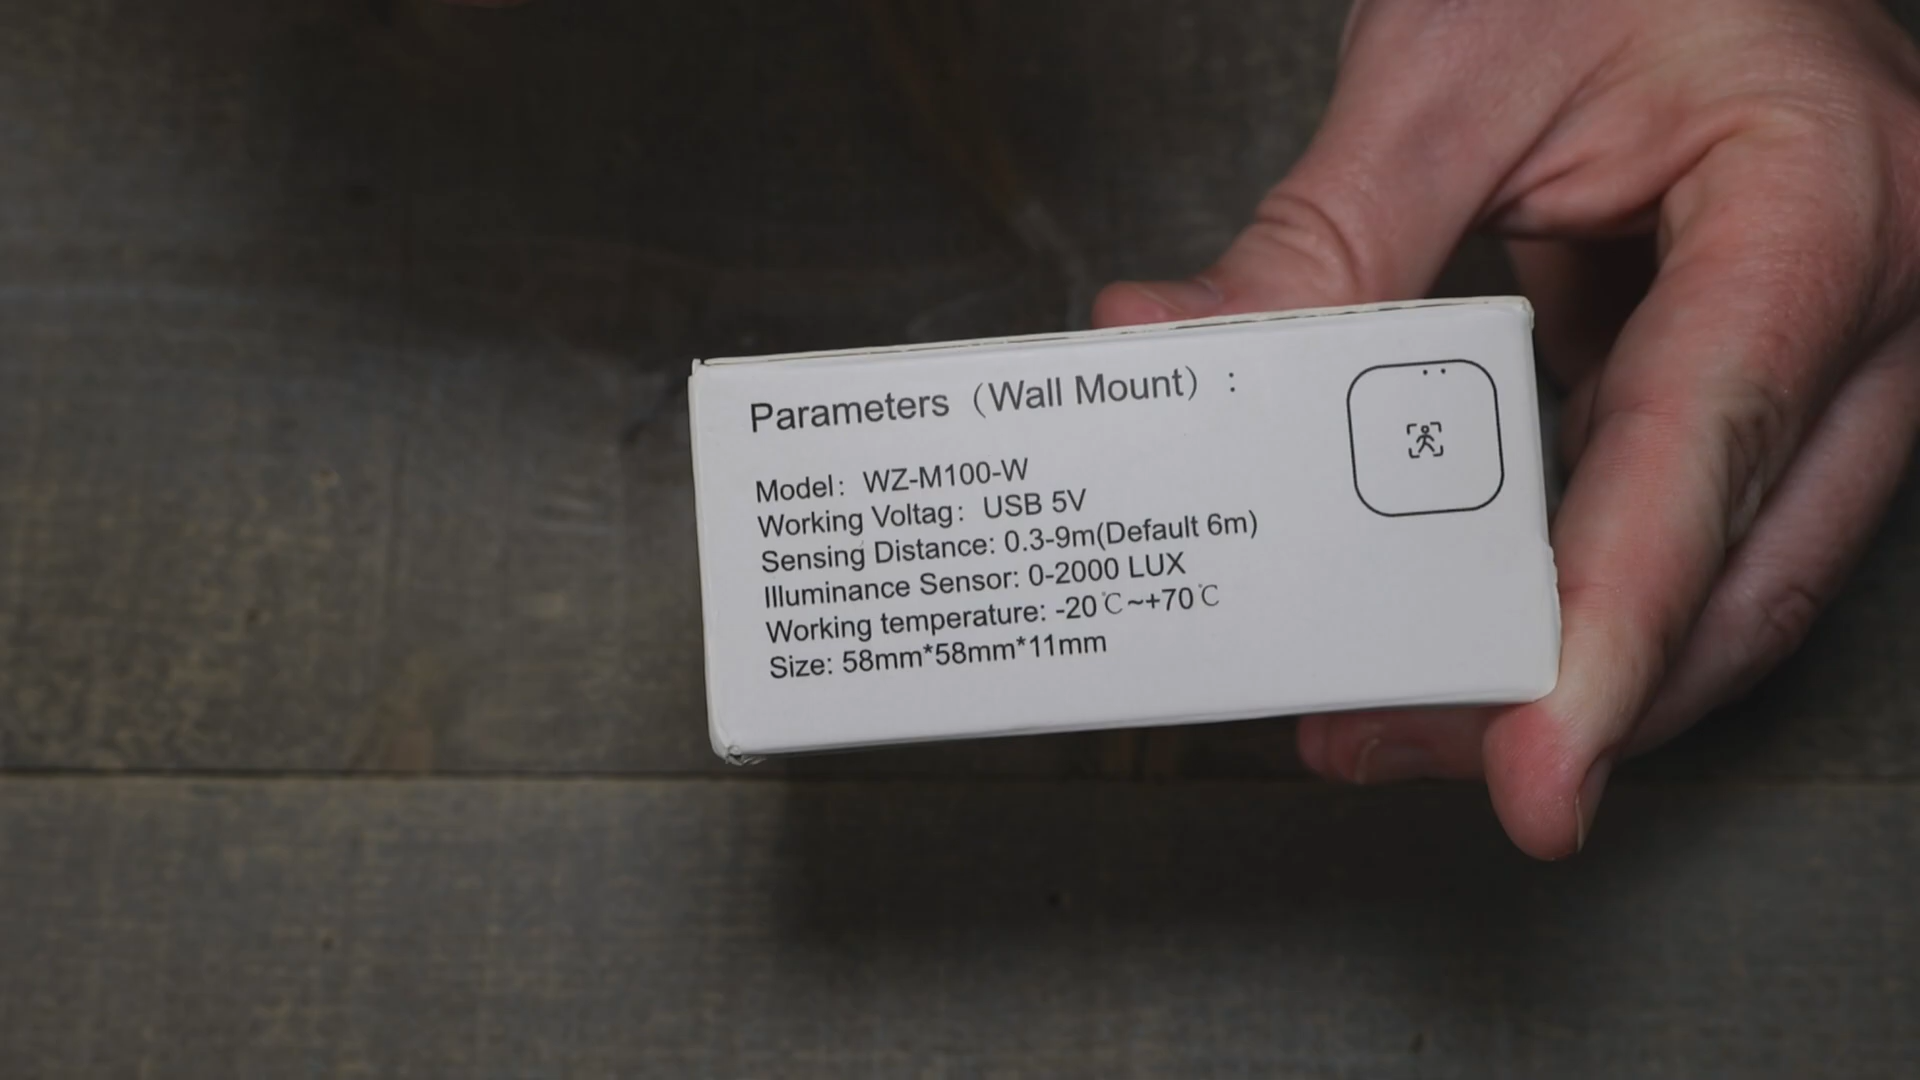 Parameters（Wall Mount）:
Model: WZ-M100-W
Working Voltag: USB 5V
Sensing Distance: 0.3-9m(Default 6m)
Illuminance Sensor: 0-2000 LUX
Working temperature: -20℃~+70℃
Size: 58mm*58mm*11mm